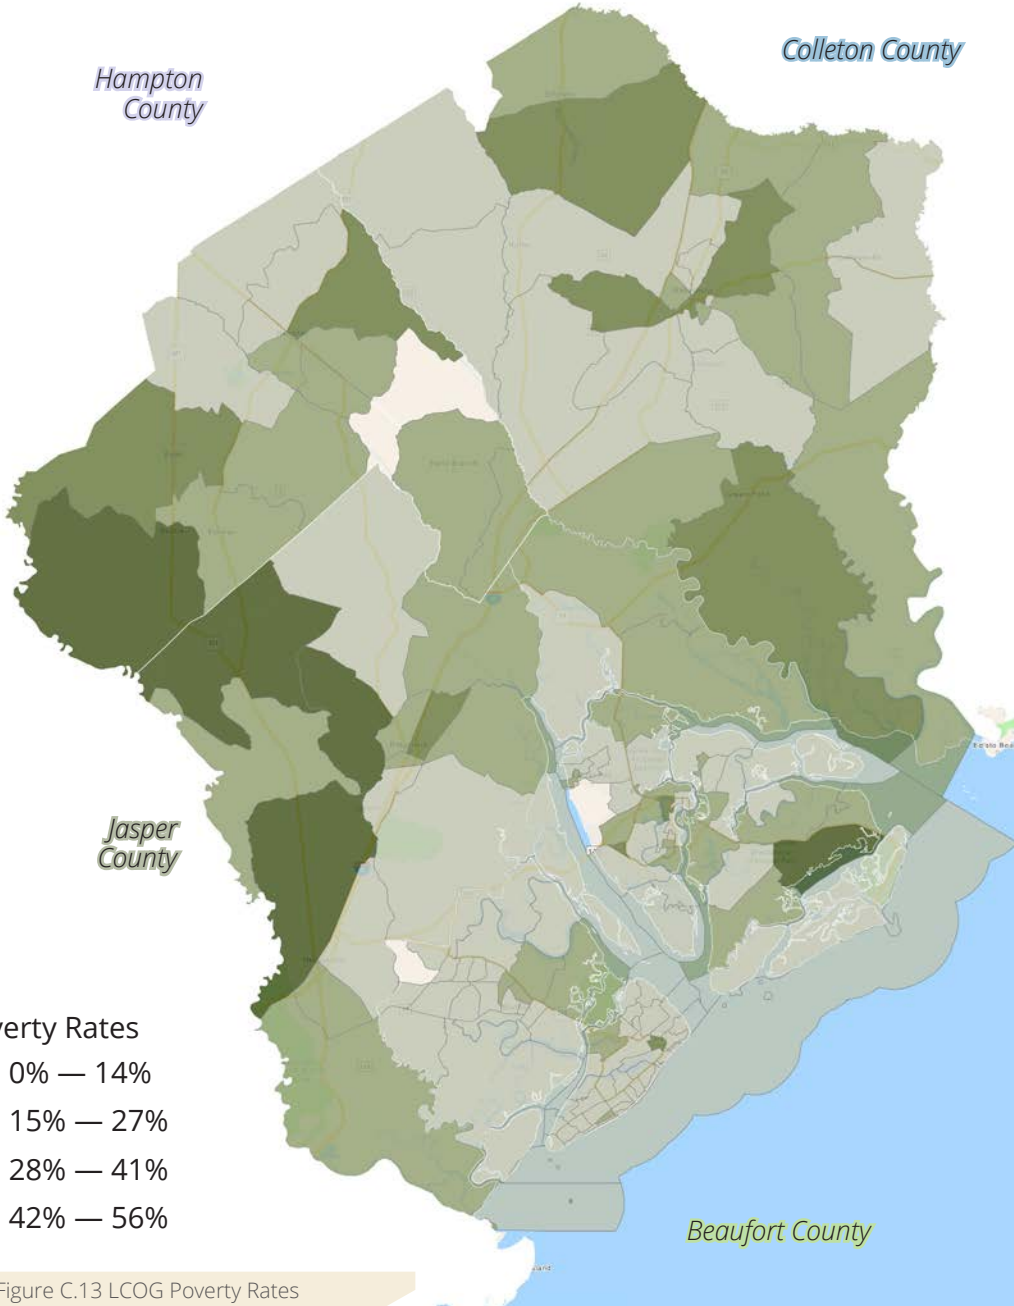 Colleton County
Hampton
County
Jasper
County
verty Rates
0% — 14%
15% — 27%
28% — 41%
42% — 56%
Beaufort County
Figure C.13 LCOG Poverty Rates